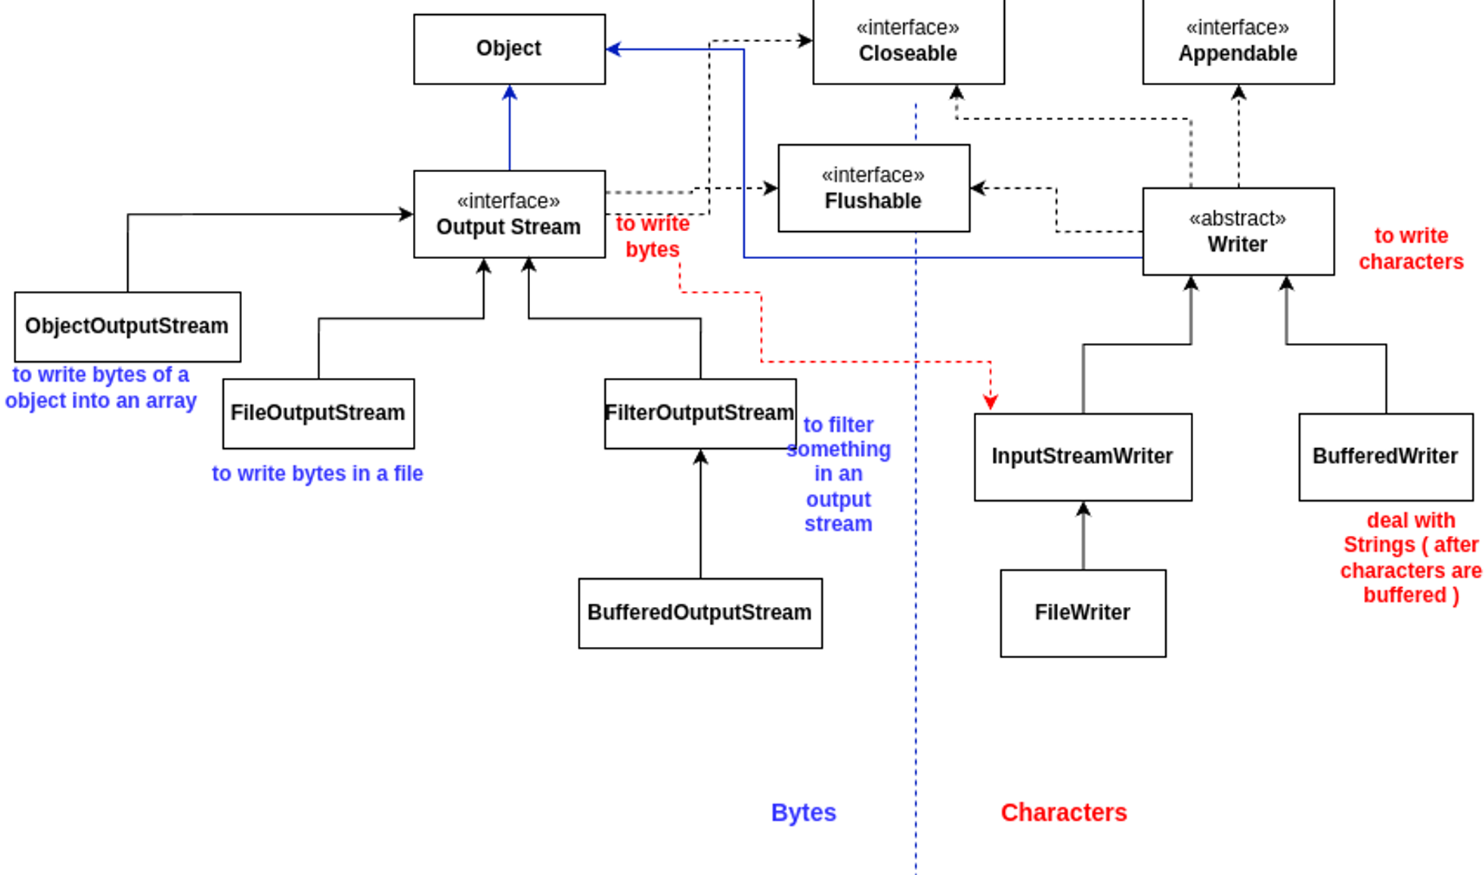 Object
«interface»
Closeable
«interface»
Appendable
«interface»
Flushable
«interface»
Output Stream
«abstract»
Writer
to write
bytes
to write
characters
ObjectOutputStream
to write bytes of a
object into an array
FileOutputStream
to write bytes in a file
FilterOutputStream
to filter
something
in an
output
stream
InputStreamWriter
BufferedWriter
deal with
Strings ( after
characters are
buffered )
BufferedOutputStream
FileWriter
Bytes
Characters